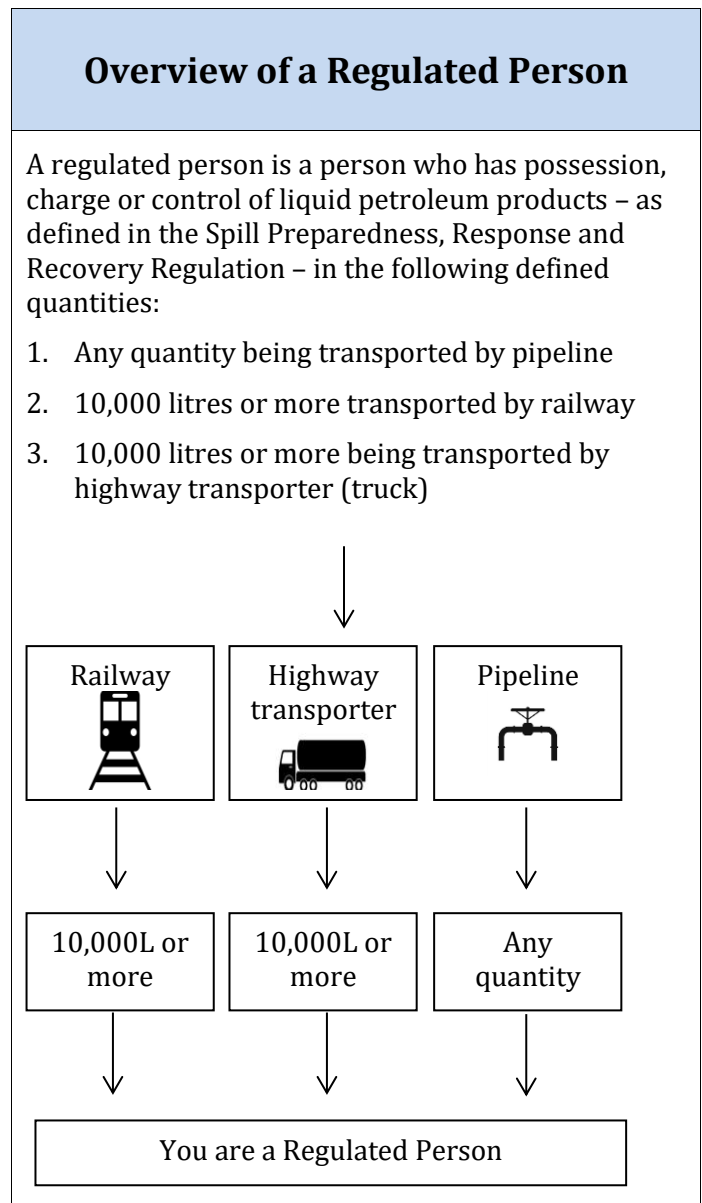 Overview of a Regulated Person
A regulated person is a person who has possession,
charge or control of liquid petroleum products – as
defined in the Spill Preparedness, Response and
Recovery Regulation – in the following defined
quantities:
1. Any quantity being transported by pipeline
2. 10,000 litres or more transported by railway
3. 10,000 litres or more being transported by
highway transporter (truck)
Railway
Highway
transporter
Pipeline
10,000L or
more
10,000L or
more
Any
quantity
You are a Regulated Person